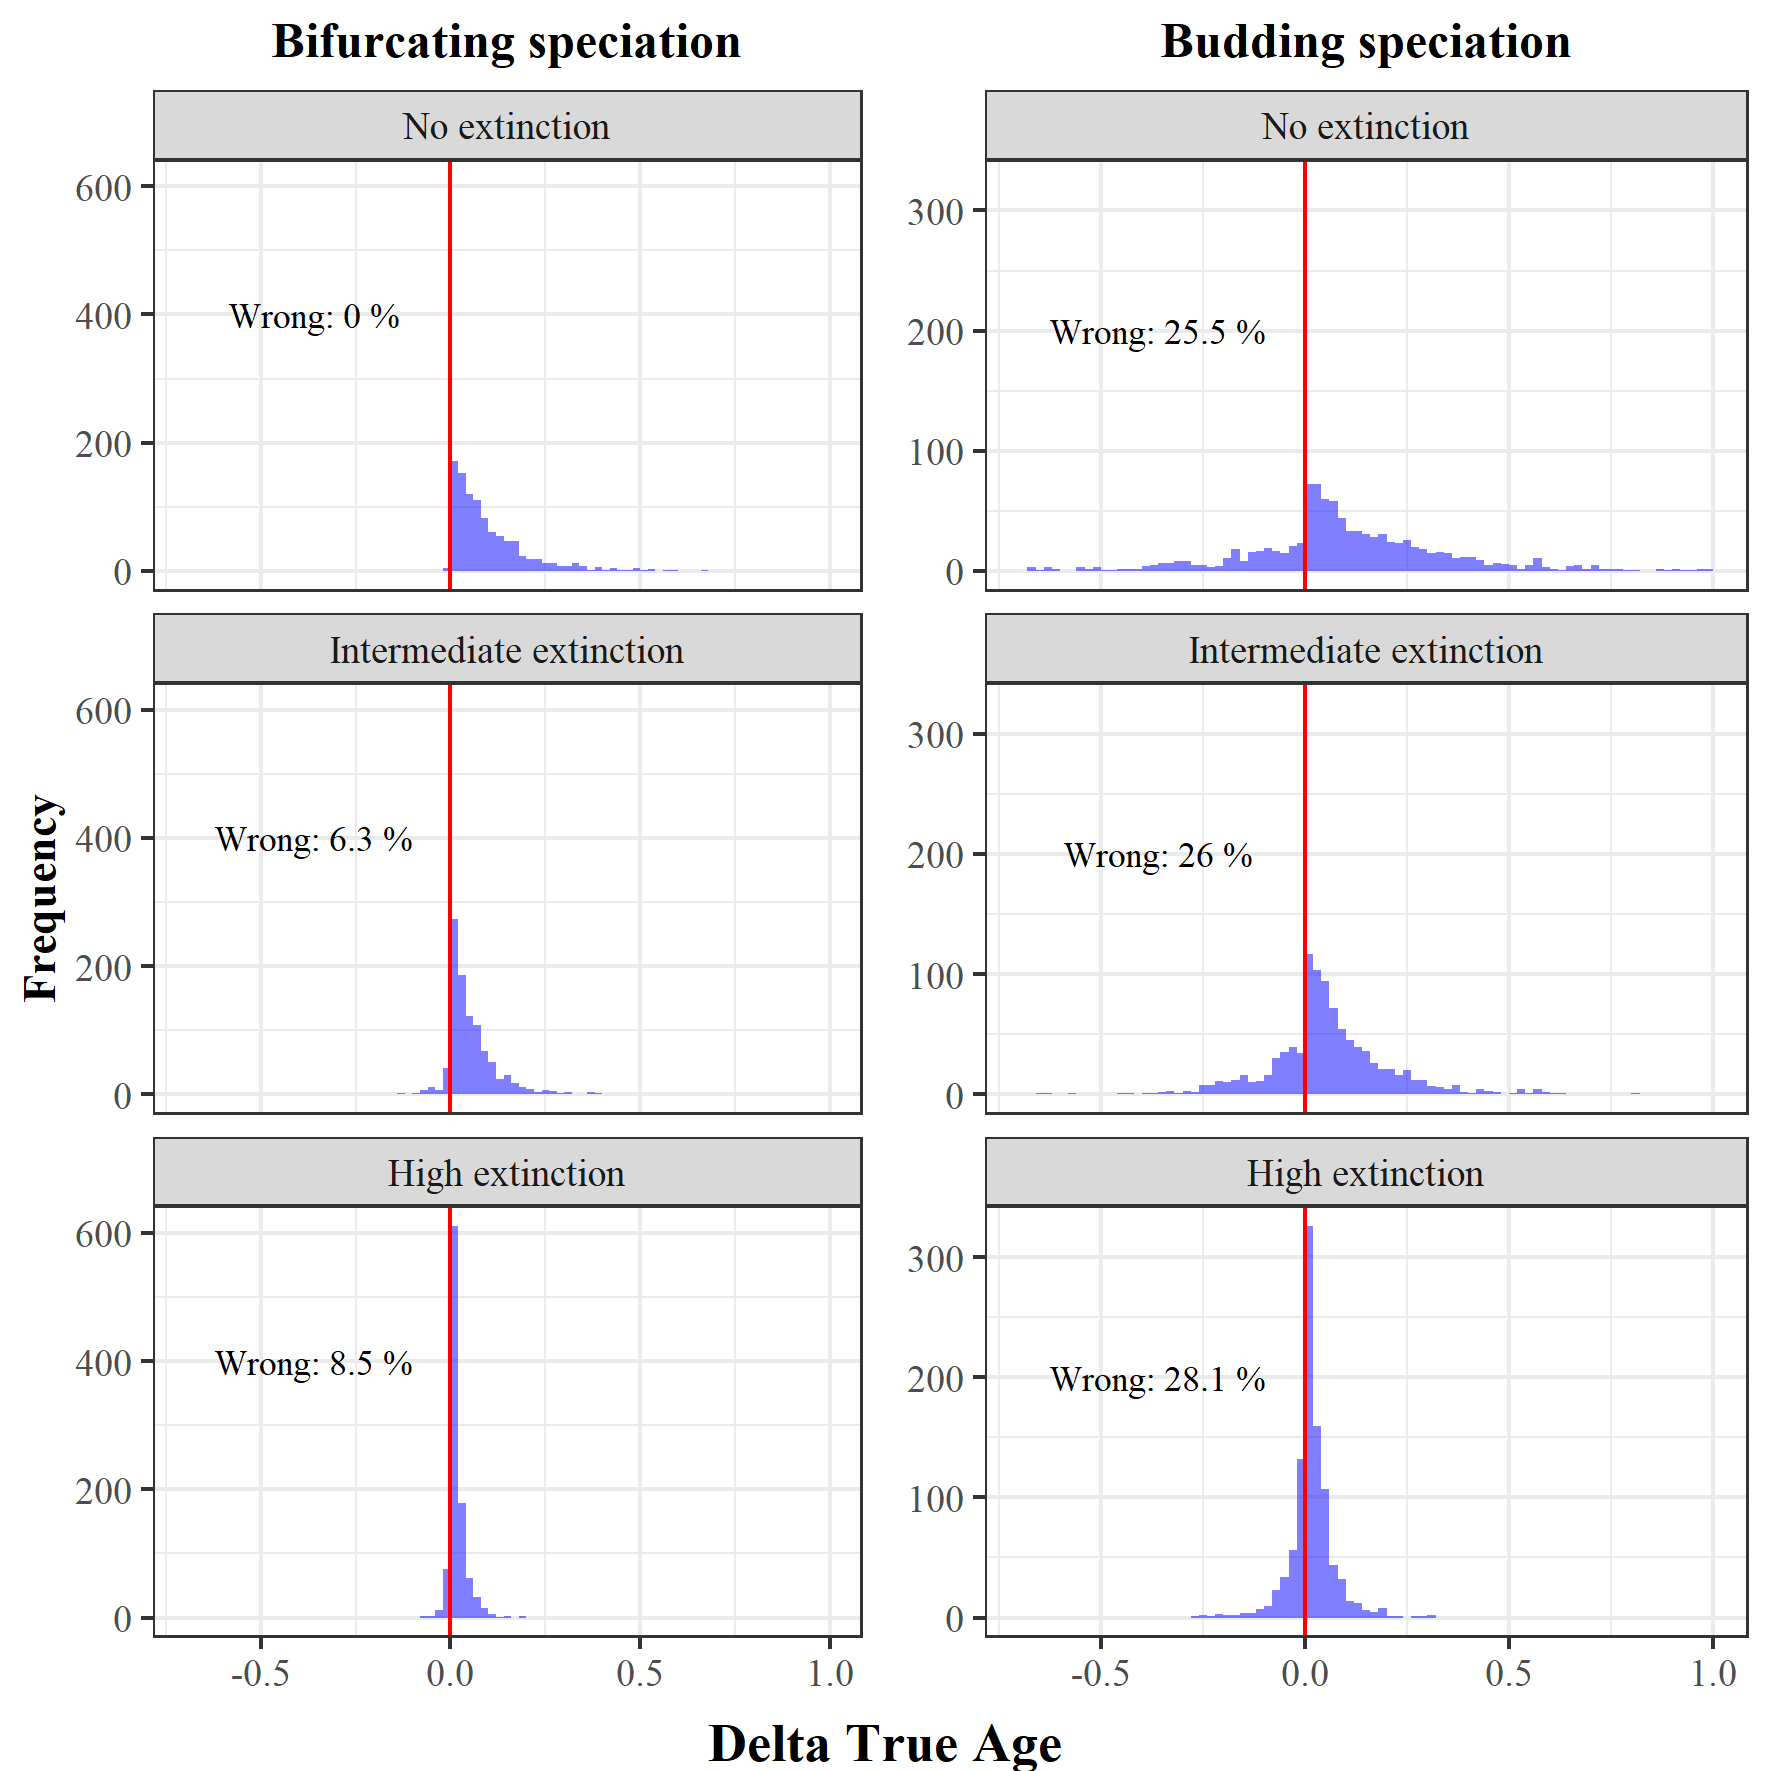 Bifurcating speciation
Budding speciation
No extinction
No extinction
600
400
200
0
Wrong: 0 %
300
200
100
0
Wrong: 25.5 %
Intermediate extinction
Intermediate extinction
600
400
200
0
Wrong: 6.3 %
300
200
100
0
Wrong: 26 %
Frequency
High extinction
High extinction
600
400
200
0
Wrong: 8.5 %
300
200
100
0
Wrong: 28.1 %
-0.5 0.0 0.5 1.0
-0.5 0.0 0.5 1.0
Delta True Age